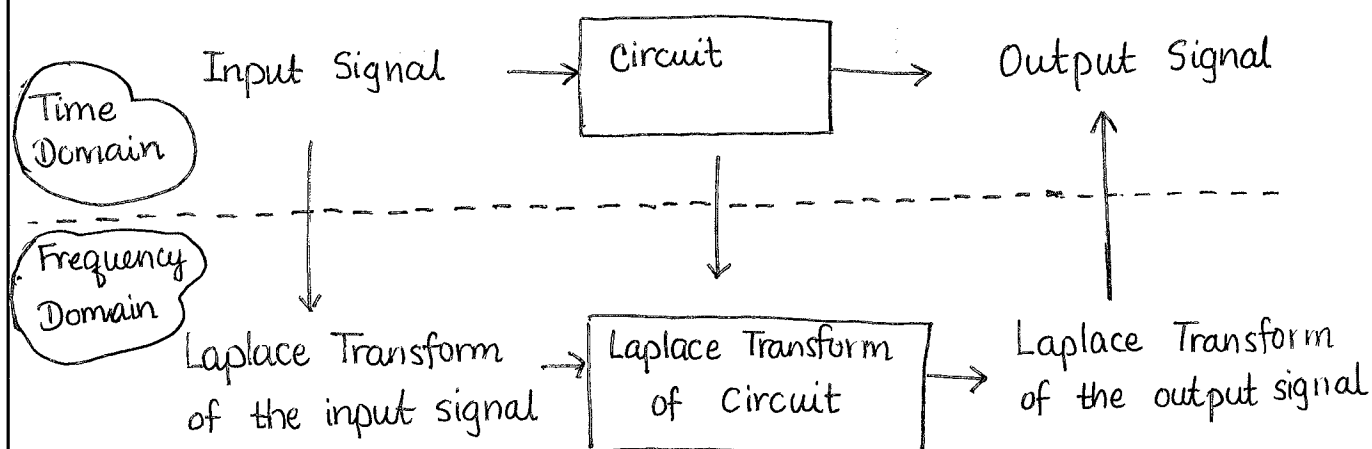 Input Signal
Circuit
Output Signal
Time
Domain
Frequency
Domain
Laplace Transform
of the input signal
Laplace Transform
of Circuit
Laplace Transform
of the output signal